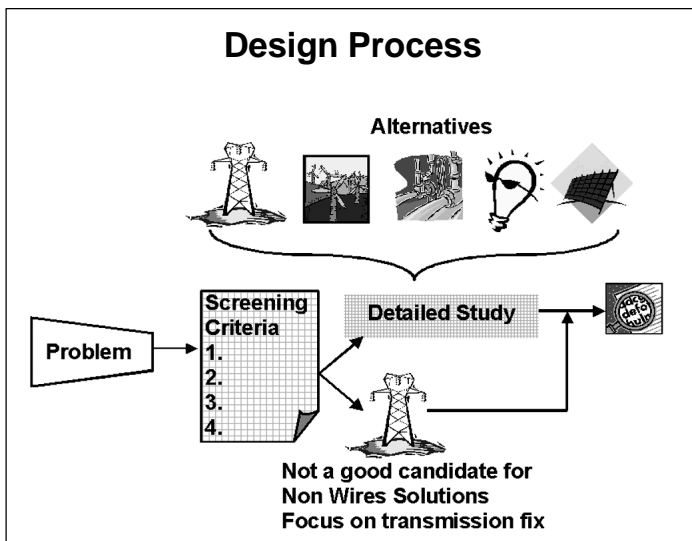 Design Process
Alternatives
Screening
Criteria
1.
2.
3.
4.
Detailed Study
Problem
Not a good candidate for
Non Wires Solutions
Focus on transmission fix